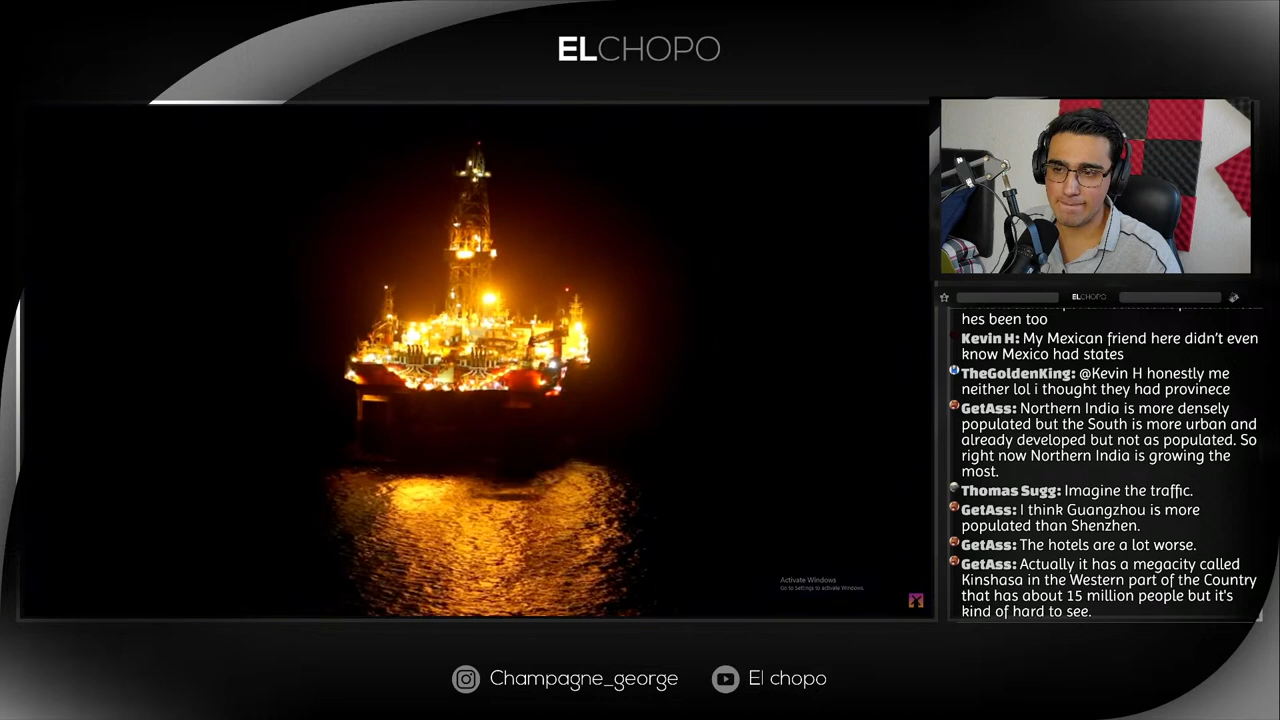 ELCHOPO
ELCHOPO
hes been too
Kevin H: My Mexican friend here didn't even
know Mexico had states
TheGoldenKing: @Kevin H honestly me
neither lol i thought they had provinece
GetAss: Northern India is more densely
populated but the South is more urban and
already developed but not as populated. So
right now Northern India is growing the
most.
Thomas Sugg: Imagine the traffic.
GetAss: I think Guangzhou is more
populated than Shenzhen.
GetAss: The hotels are a lot worse.
GetAss: Actually it has a megacity called
Kinshasa in the Western part of the Country
that has about 15 million people but it's
kind of hard to see.
Activate Windows
Go to Settings to activate Windows.
Champagne_george
El chopo